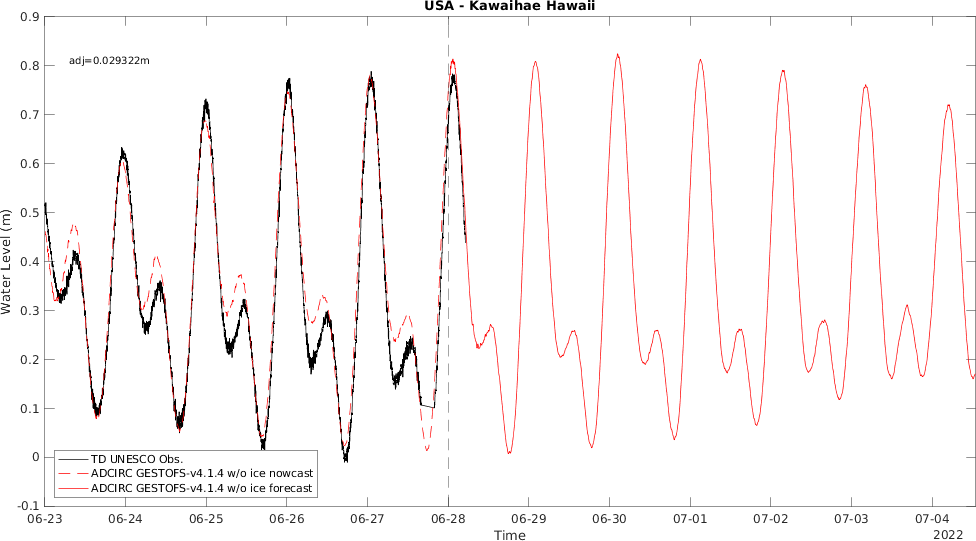 USA - Kawaihae Hawaii
adj=0.029322m
Water Level (m)
0.9
0.8
0.7
0.6
0.5
0.4
0.3
0.2
0.1
0
-0.1
TD UNESCO Obs.
ADCIRC GESTOFS-v4.1.4 w/o ice nowcast
ADCIRC GESTOFS-v4.1.4 w/o ice forecast
06-23 06-24 06-25 06-26 06-27 06-28 06-29 06-30 07-01 07-02 07-03 07-04
Time
2022